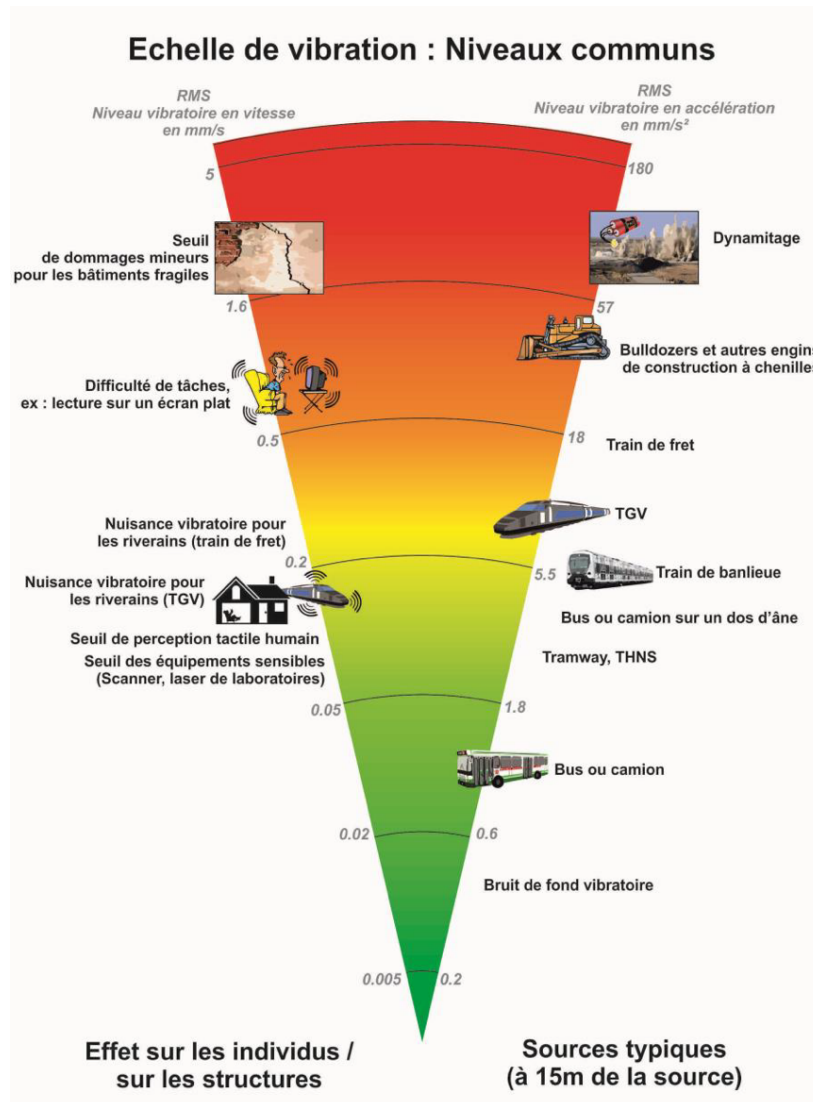 Echelle de vibration : Niveaux communs
RMS
Niveau vibratoire en vitesse
en mm/s
RMS
Niveau vibratoire en accélération
en mm/s²
5
180
Seuil
de dommages mineurs
pour les bâtiments fragiles
Dynamitage
1.6
57
Bulldozers et autres engins
de construction à chenilles
Difficulté de tâches,
ex : lecture sur un écran plat
0.5
18
Train de fret
TGV
Nuisance vibratoire pour
les riverains (train de fret)
0.2
5.5
Train de banlieue
Nuisance vibratoire pour
les riverains (TGV)
Bus ou camion sur un dos d'âne
Seuil de perception tactile humain
Seuil des équipements sensibles
(Scanner, laser de laboratoires)
Tramway, THNS
0.05
1.8
Bus ou camion
0.02
0.6
Bruit de fond vibratoire
0.005
0.2
Effet sur les individus /
sur les structures
Sources typiques
(à 15m de la source)